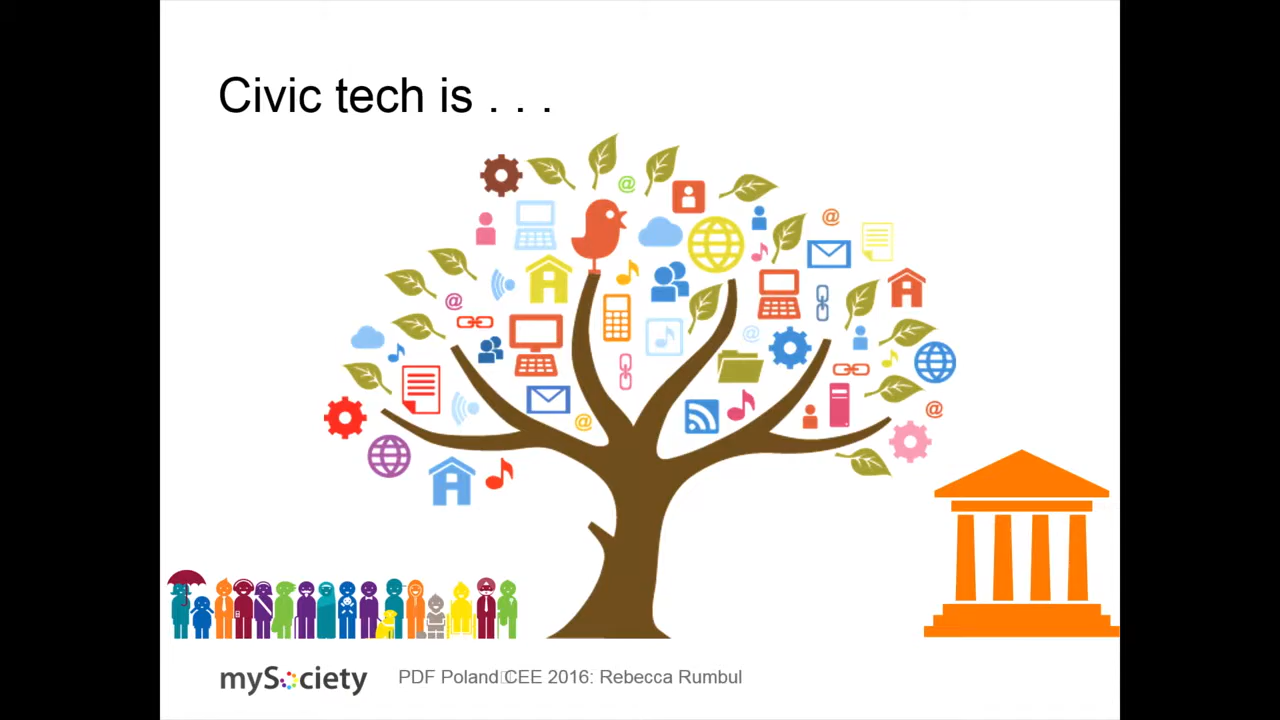 Civic tech is . . .
mySociety
PDF Poland CEE 2016: Rebecca Rumbul